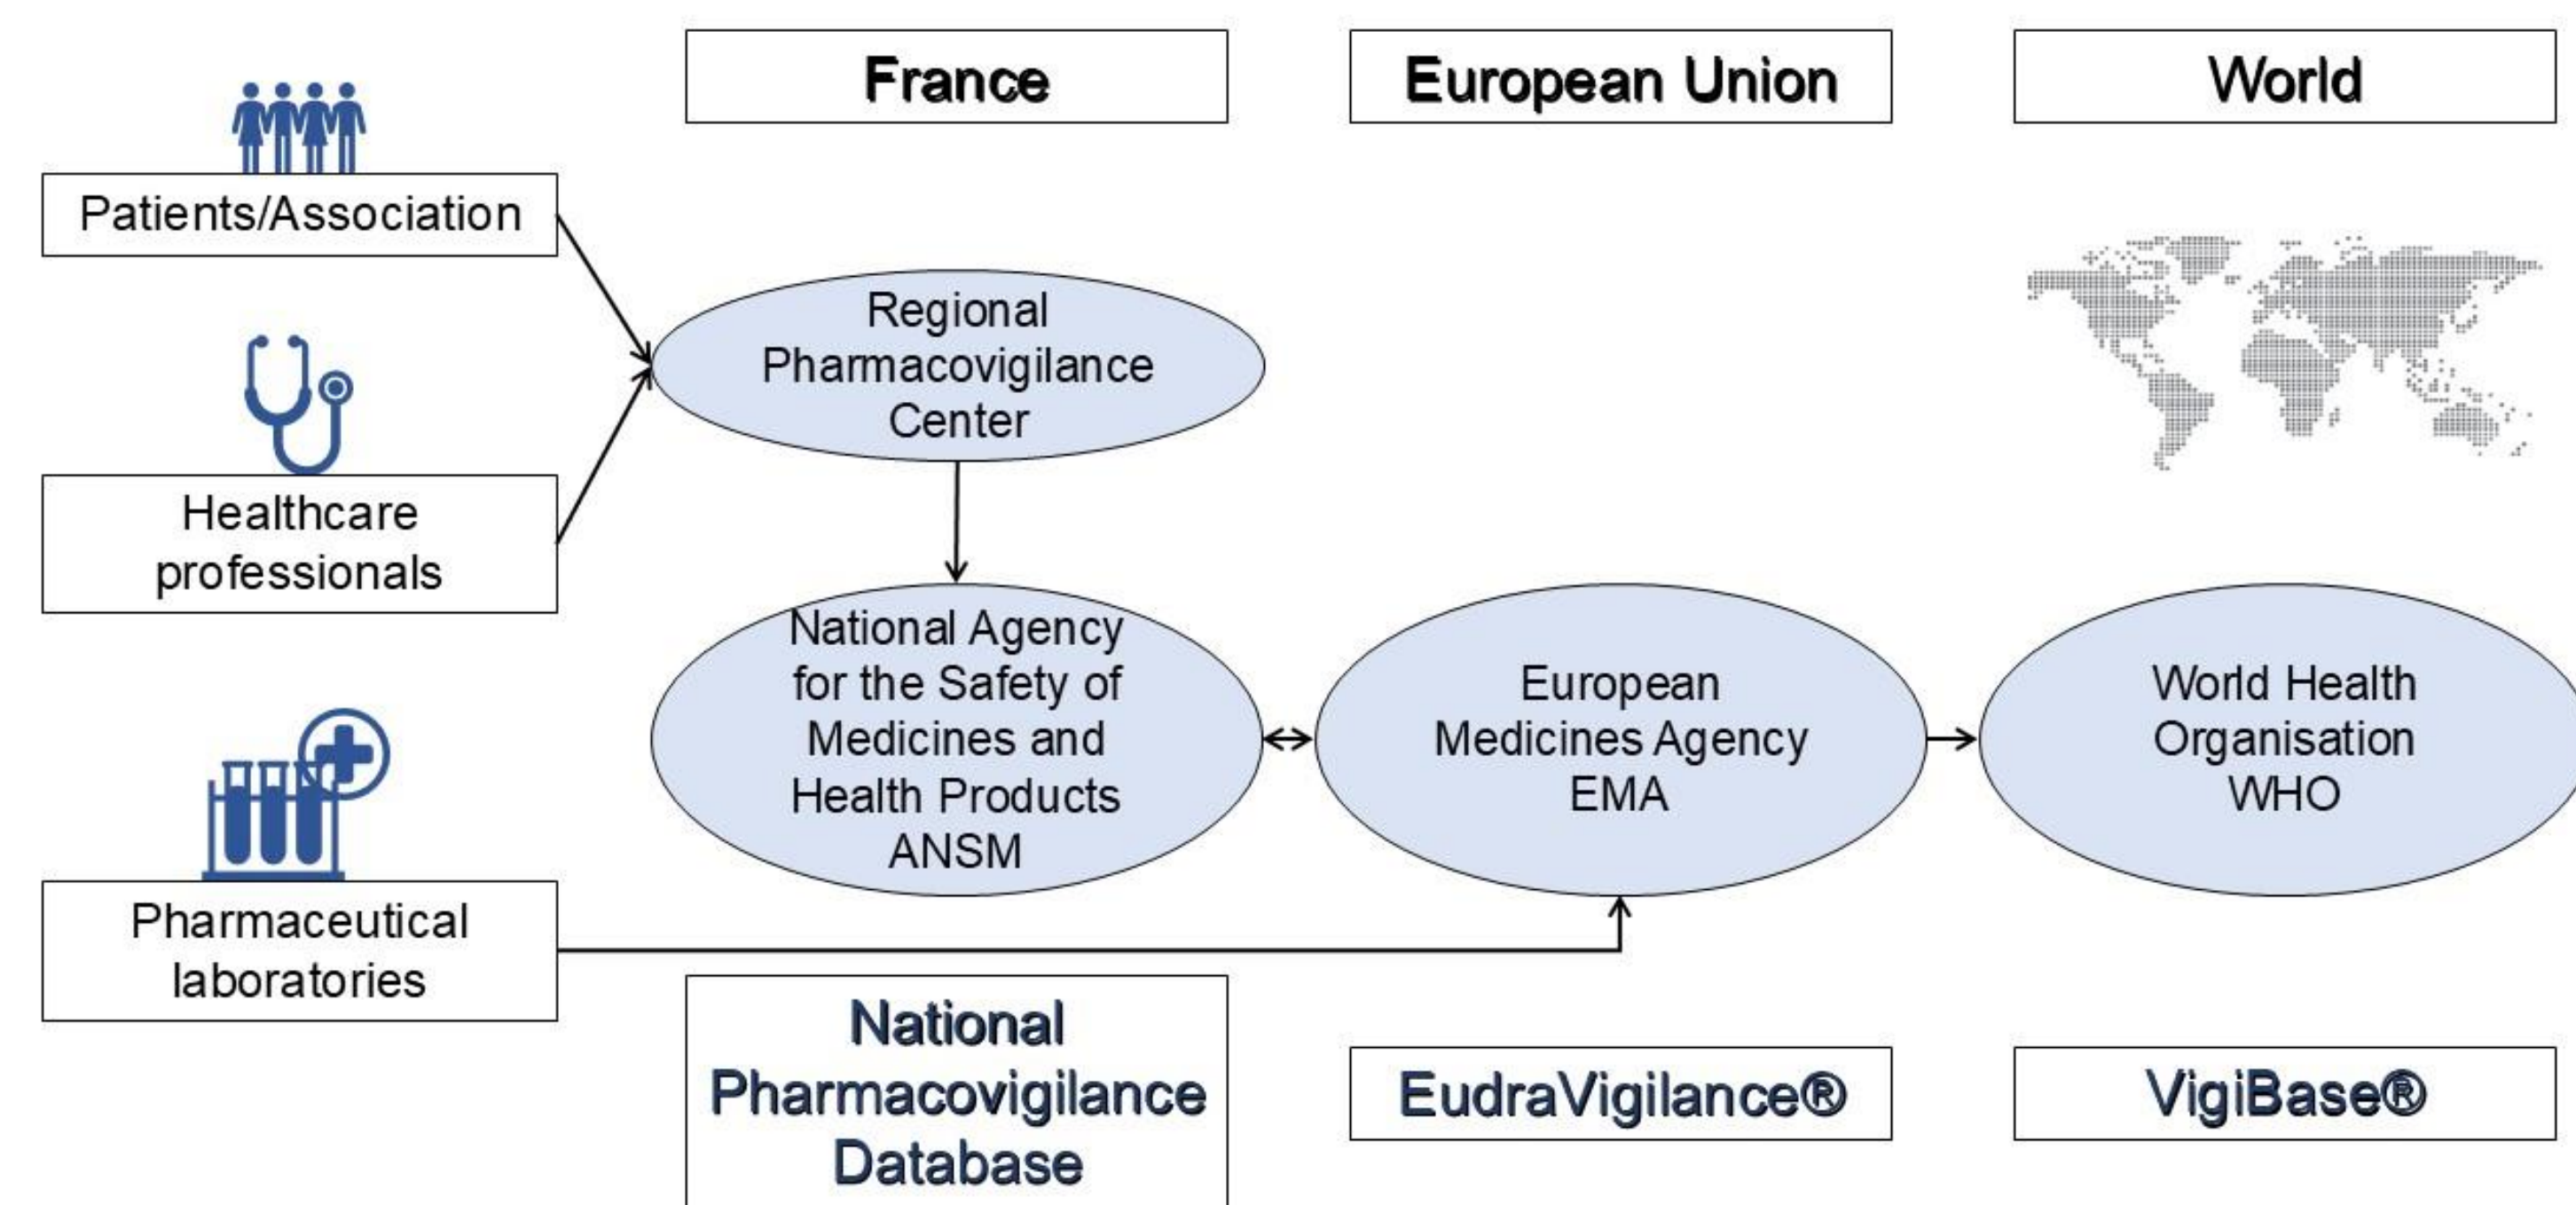 France
European Union
World
Patients/Association
Regional
Pharmacovigilance
Center
Healthcare
professionals
National Agency
for the Safety of
Medicines and
Health Products
ANSM
European
Medicines Agency
EMA
World Health
Organisation
WHO
Pharmaceutical
laboratories
National
Pharmacovigilance
Database
EudraVigilance®
VigiBase®